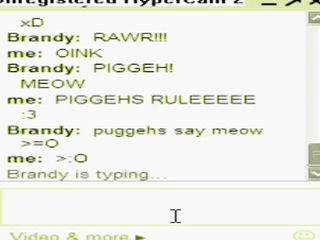 Unregistered HyperCam 2
xD
Brandy: RAWR!!!
me: OINK
Brandy: PIGGEH!
MEOW
me: PIGGEHS RULEEEEE
:3
Brandy: puggehs say meow
>=O
me: >:O
Brandy is typing...
Video & more ►